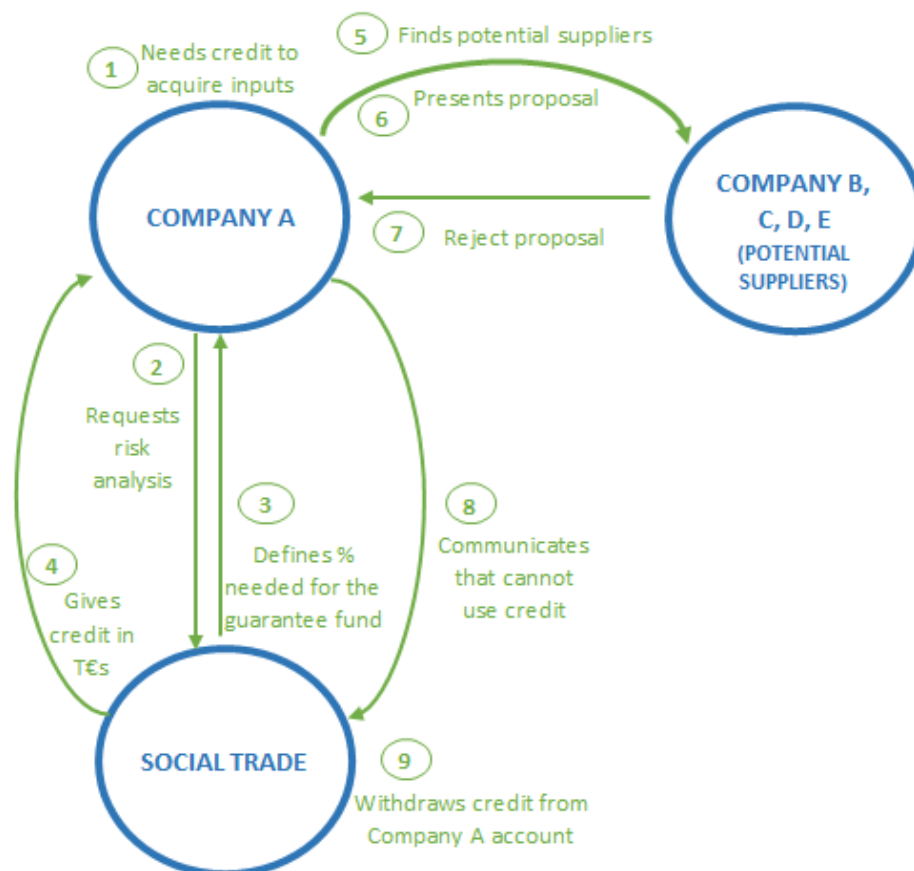 5 Finds potential suppliers
1 Needs credit to
acquire inputs
6 Presents proposal
COMPANY A
COMPANY B,
C, D, E
(POTENTIAL
SUPPLIERS)
7 Reject proposal
2
Requests
risk
analysis
3
Defines %
needed for the
guarantee fund
8
Communicates
that cannot
use credit
4
Gives
credit in
T€s
SOCIAL TRADE
9
Withdraws credit from
Company A account